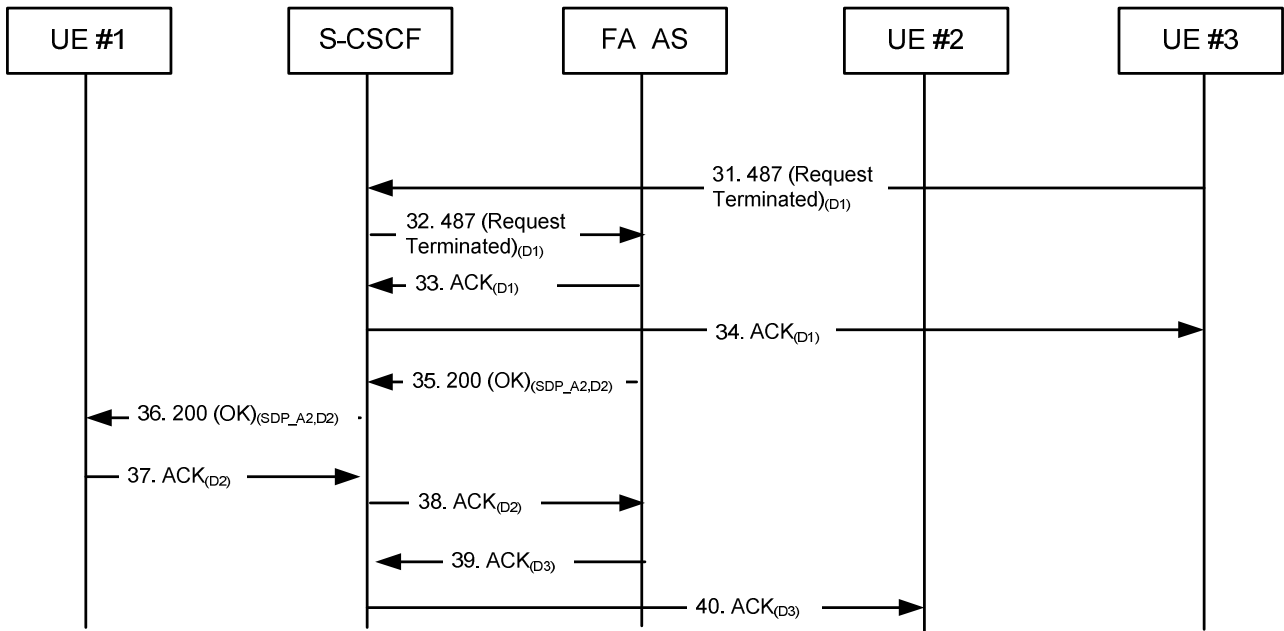 UE #1
S-CSCF
FA AS
UE #2
UE #3
31. 487 (Request
Terminated)(D1)
32. 487 (Request
Terminated)(D1)
33. ACK(D1)
34. ACK(D1)
35. 200 (OK)(SDP_A2,D2)
36. 200 (OK)(SDP_A2,D2)
37. ACK(D2)
38. ACK(D2)
39. ACK(D3)
40. ACK(D3)